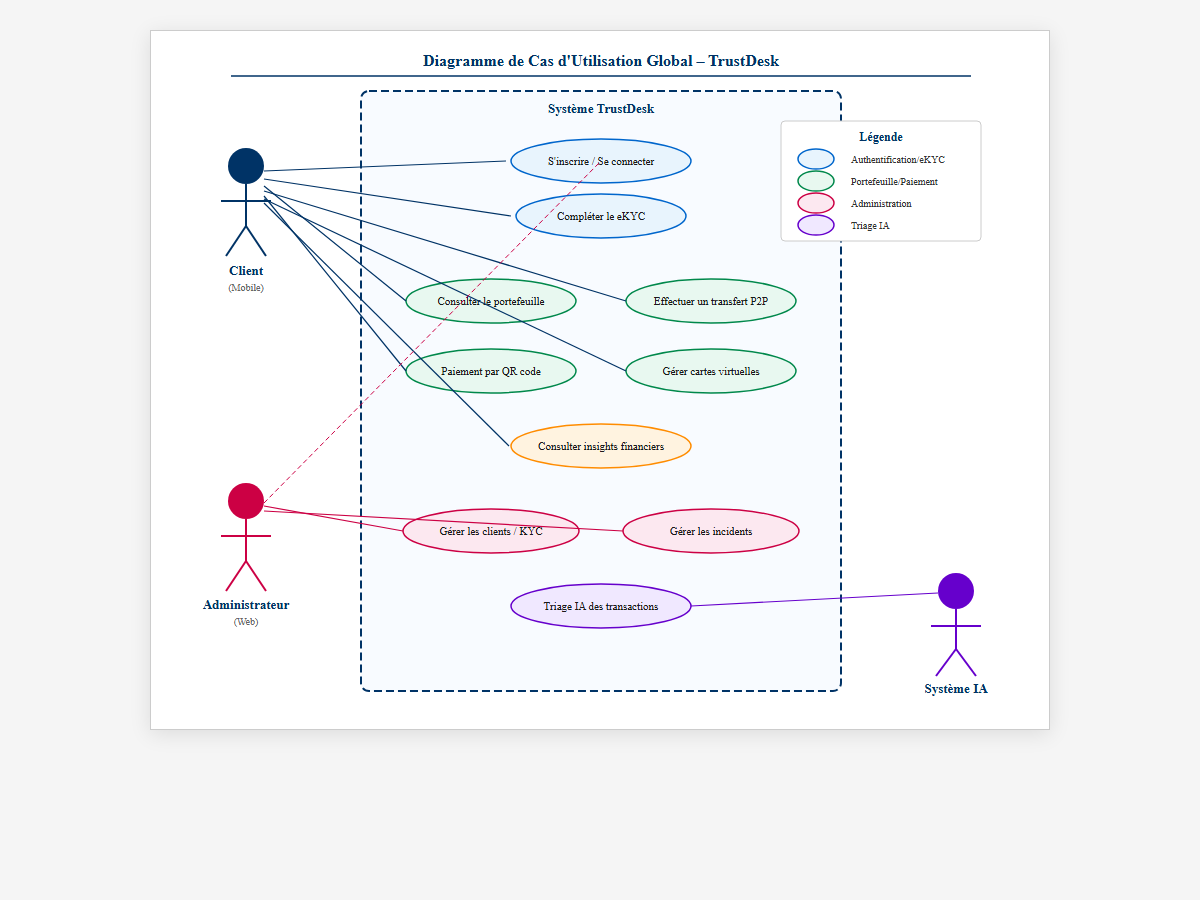 Diagramme de Cas d'Utilisation Global – TrustDesk
Système TrustDesk
Légende
Authentification/eKYC
Portefeuille/Paiement
Administration
Triage IA
S'inscrire / Se connecter
Compléter le eKYC
Client
(Mobile)
Consulter le portefeuille
Effectuer un transfert P2P
Paiement par QR code
Gérer cartes virtuelles
Consulter insights financiers
Gérer les clients / KYC
Gérer les incidents
Administrateur
(Web)
Triage IA des transactions
Système IA